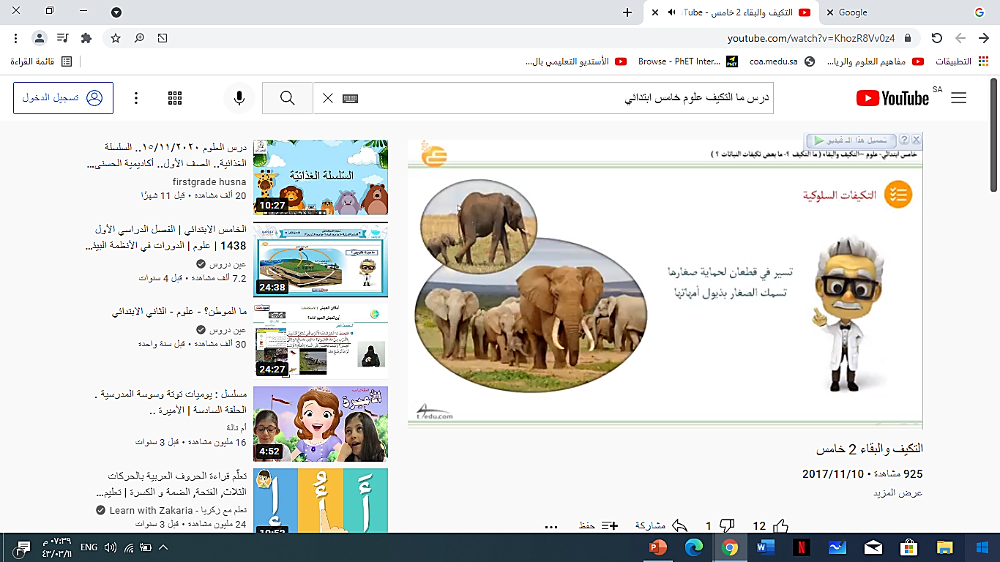 التكيف والبقاء 2 خامس - Tube
Google
youtube.com/watch?v=KhozR8Vv0z4
التطبيقات
مفاهيم العلوم والريا...
coa.medu.sa
Browse - PhET Inter...
الأستديو التعليمي بال...
قائمة القراءة
YouTube SA
درس ما التكيف علوم خامس ابتدائي
تسجيل الدخول
تحميل هذا الـ فيديو
خامس ابتدائي- علوم –التكيف والبقاء ( ما التكيف ؟- ما بعض تكيفات النباتات ؟ )
التكيفات السلوكية
تسير في قطعان لحماية صغارها
تسمك الصغار بذيول أمهاتها
t4edu.com
التكيف والبقاء 2 خامس
925 مشاهدة • 2017/11/10
عرض المزيد
12
1
مشاركة
حفظ
السلسلة الغذائية
10:27
درس العلوم ١٥/١١/٢٠٢٠.. السلسلة
الغذائية.. الصف الأول.. أكاديمية الحسنى...
firstgrade husna
20 ألف مشاهدة • قبل 11 شهرًا
24:38
الخامس الابتدائي | الفصل الدراسي الأول
1438 | علوم | الدورات في الأنظمة البيئ...
عين دروس
7.2 ألف مشاهدة • قبل 4 سنوات
24:27
ما الموطن؟ - علوم - الثاني الابتدائي
عين دروس
30 ألف مشاهدة • قبل سنة واحدة
الأميرة
4:52
مسلسل : يوميات توتة وسوسة المدرسية .
الحلقة السادسة | الأميرة ..
أم تالة
16 مليون مشاهدة • قبل 3 سنوات
أَ أُ إِ
تعلّم قراءة الحروف العربية بالحركات
الثلاث, الفتحة, الضمة و الكسرة | تعليم...
تعلم مع زكريا - Learn with Zakaria
24 مليون مشاهدة • قبل 3 سنوات
ENG
٠٧:٣٩ م
٤٣/٠٣/١١